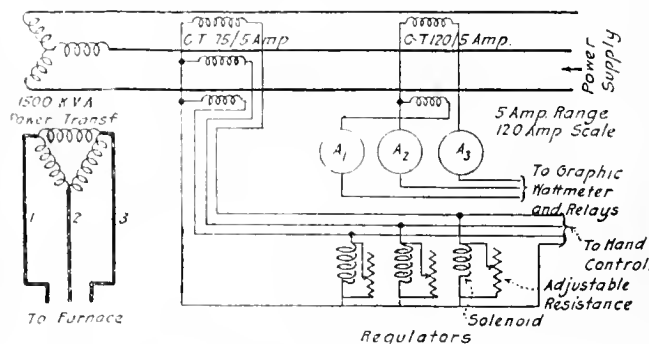 C.T. 75/5 Amp
C.T. 120/5 Amp.
Power
Supply
1500 KVA
Power Transf
5 Amp. Range
120 Amp Scale
A1
A2
A3
To Graphic
Wattmeter
and Relays
1
2
3
To Hand
Control
Adjustable
Resistance
To Furnace
Solenoid
Regulators